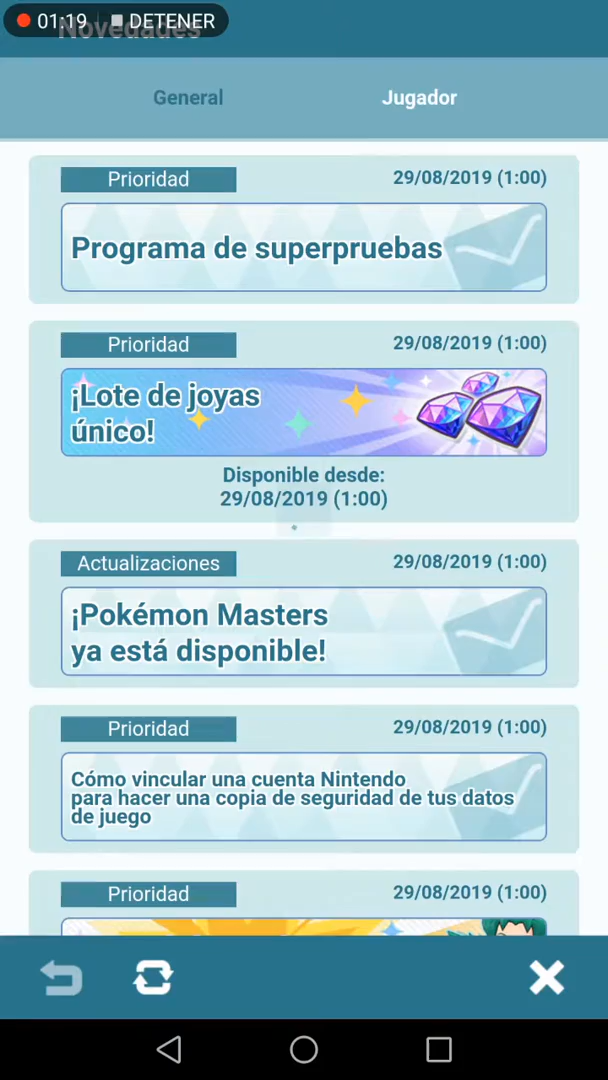 01:19 DETENER
Novedades
General Jugador
Prioridad 29/08/2019 (1:00)
Programa de superpruebas
Prioridad 29/08/2019 (1:00)
¡Lote de joyas
único!
Disponible desde:
29/08/2019 (1:00)
Actualizaciones 29/08/2019 (1:00)
¡Pokémon Masters
ya está disponible!
Prioridad 29/08/2019 (1:00)
Cómo vincular una cuenta Nintendo
para hacer una copia de seguridad de tus datos
de juego
Prioridad 29/08/2019 (1:00)